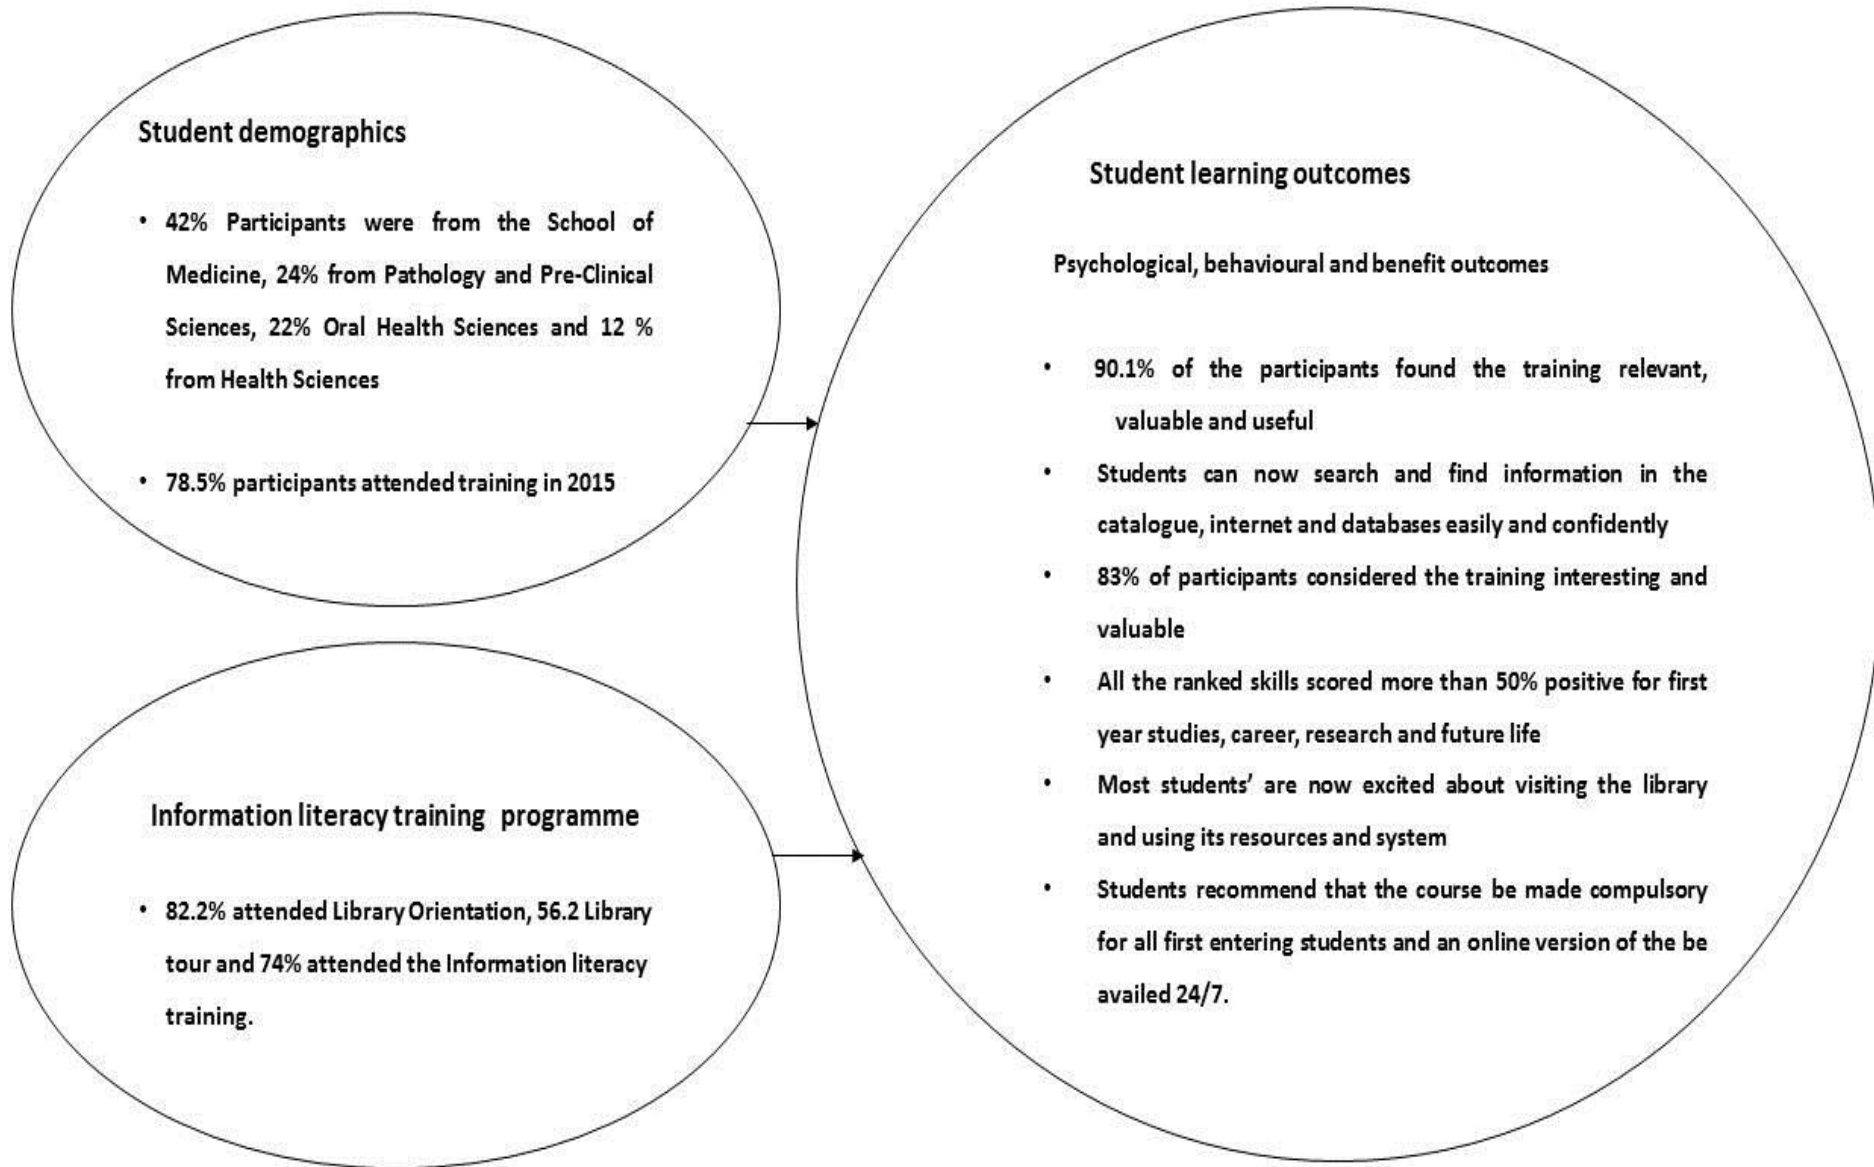 Student demographics
• 42% Participants were from the School of
Medicine, 24% from Pathology and Pre-Clinical
Sciences, 22% Oral Health Sciences and 12 %
from Health Sciences
• 78.5% participants attended training in 2015
Information literacy training programme
• 82.2% attended Library Orientation, 56.2 Library
tour and 74% attended the Information literacy
training.
Student learning outcomes
Psychological, behavioural and benefit outcomes
• 90.1% of the participants found the training relevant,
valuable and useful
• Students can now search and find information in the
catalogue, internet and databases easily and confidently
• 83% of participants considered the training interesting and
valuable
• All the ranked skills scored more than 50% positive for first
year studies, career, research and future life
• Most students’ are now excited about visiting the library
and using its resources and system
• Students recommend that the course be made compulsory
for all first entering students and an online version of the be
availed 24/7.